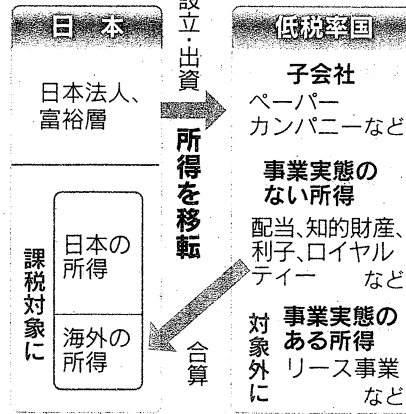 日本
日本法人、
富裕層
設立・出資
所得を移転
低税率国
子会社
ペーパー
カンパニーなど
事業実態の
ない所得
配当、知的財産、
利子、ロイヤル
ティー など
課税対象に
日本の
所得
海外の
所得
合算
対象外に
事業実態の
ある所得
リース事業
など